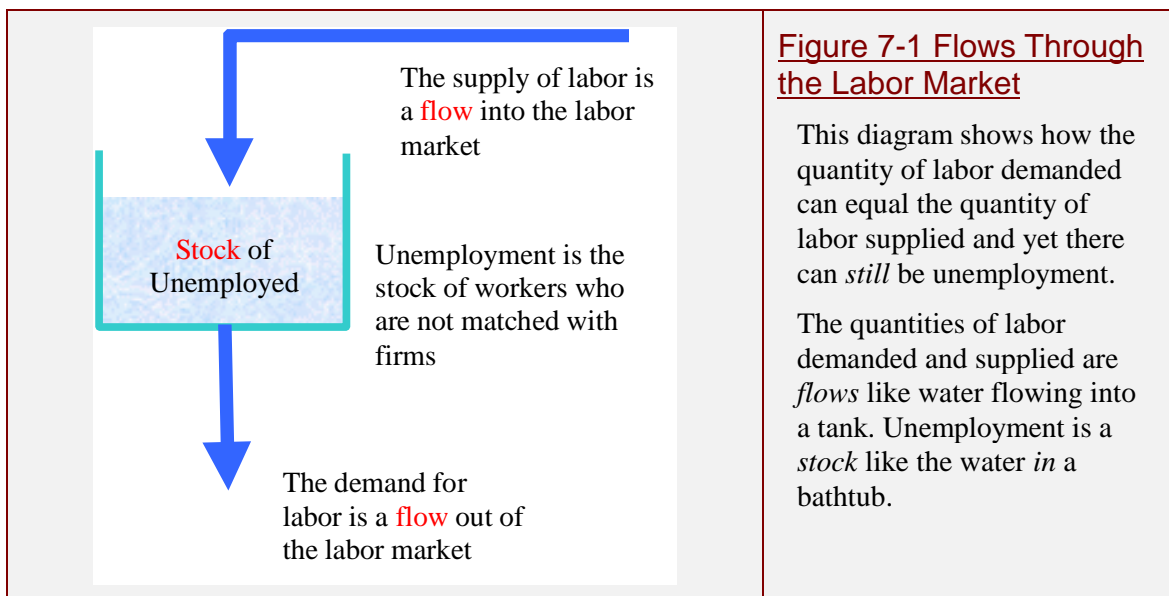 The supply of labor is
a flow into the labor
market
Stock of
Unemployed
Unemployment is the
stock of workers who
are not matched with
firms
The demand for
labor is a flow out of
the labor market
Figure 7-1 Flows Through
the Labor Market
This diagram shows how the
quantity of labor demanded
can equal the quantity of
labor supplied and yet there
can still be unemployment.
The quantities of labor
demanded and supplied are
flows like water flowing into
a tank. Unemployment is a
stock like the water in a
bathtub.